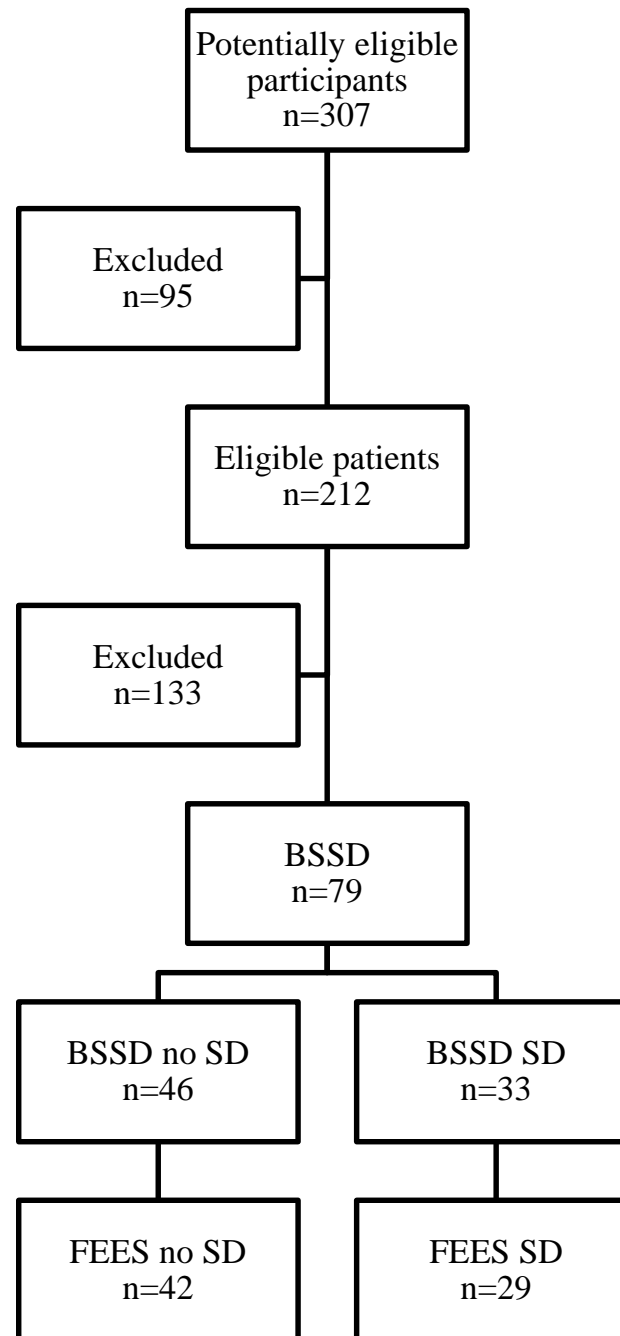 Potentially eligible
participants
n=307
Excluded
n=95
Eligible patients
n=212
Excluded
n=133
BSSD
n=79
BSSD no SD
n=46
BSSD SD
n=33
FEES no SD
n=42
FEES SD
n=29